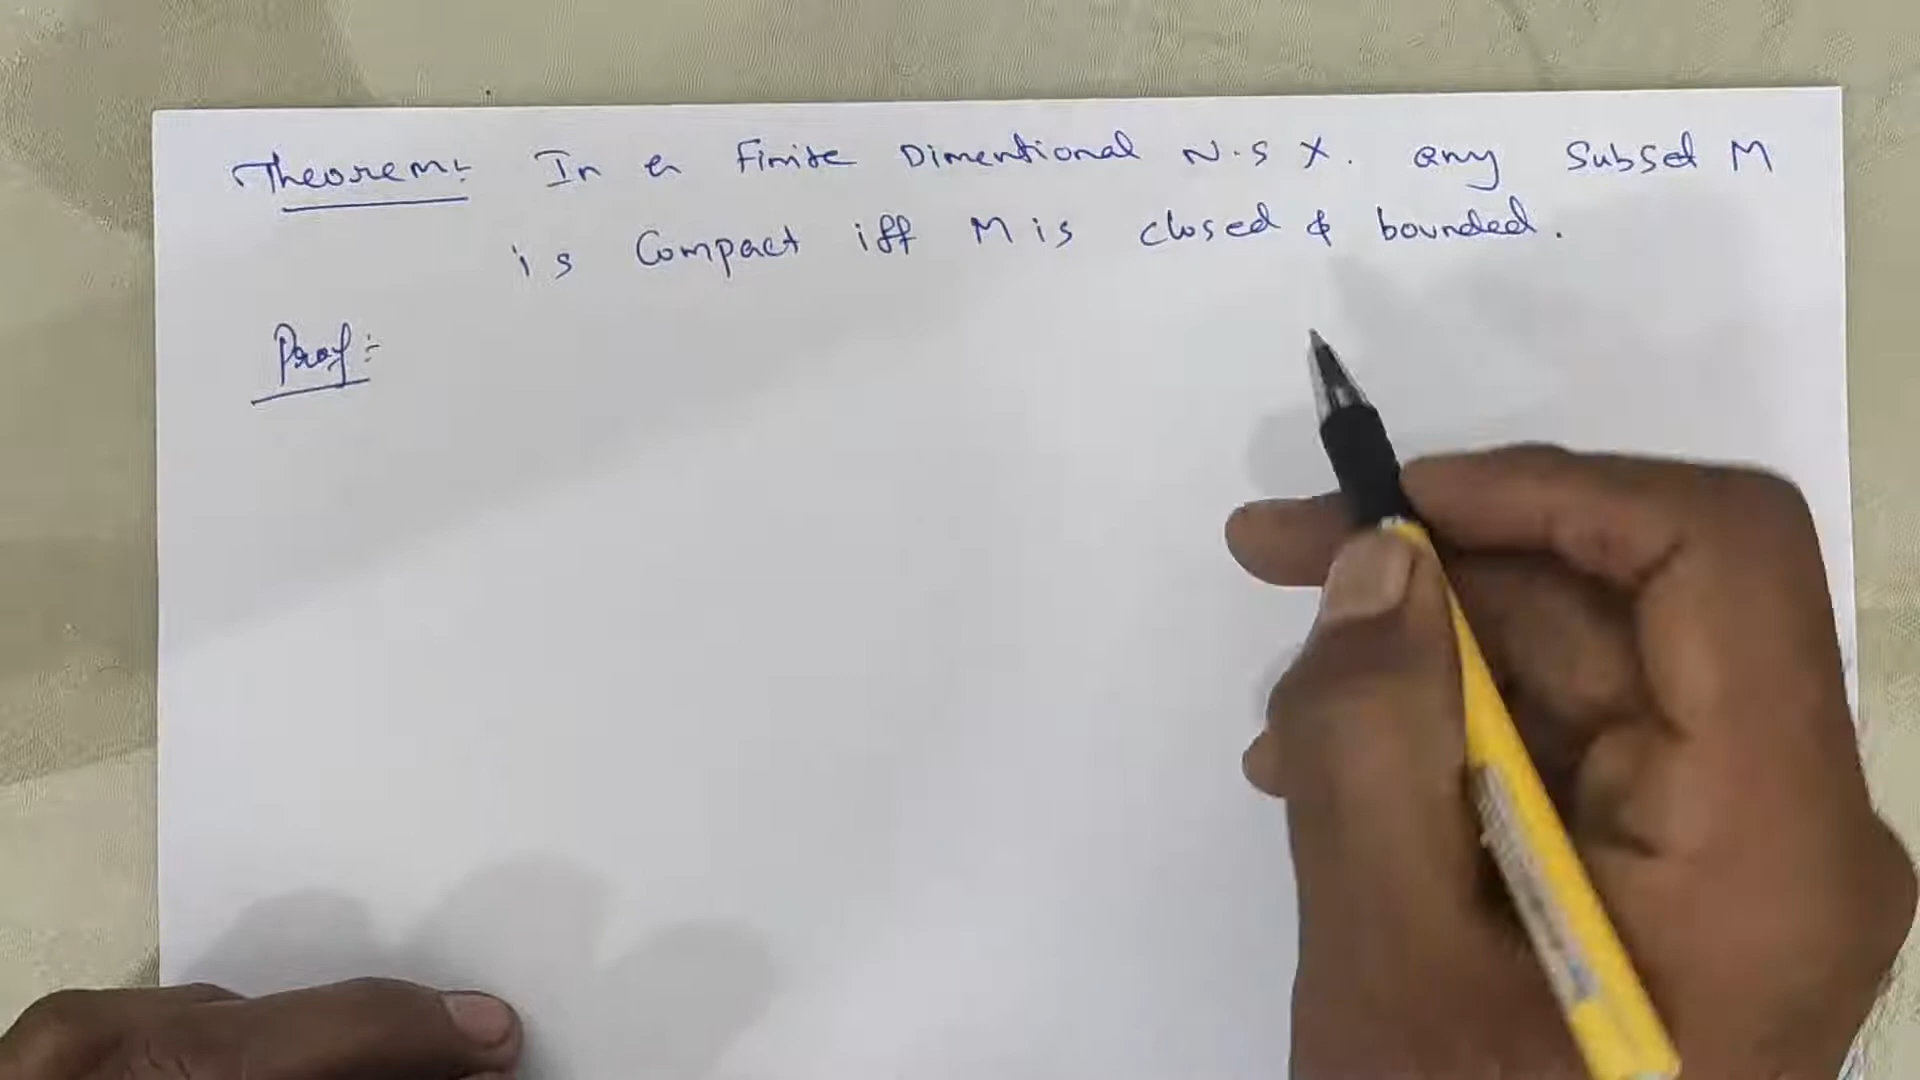 Theorem:- In a Finite Dimentional N.S X. any Subset M
is Compact iff M is closed & bounded.
Proof:-